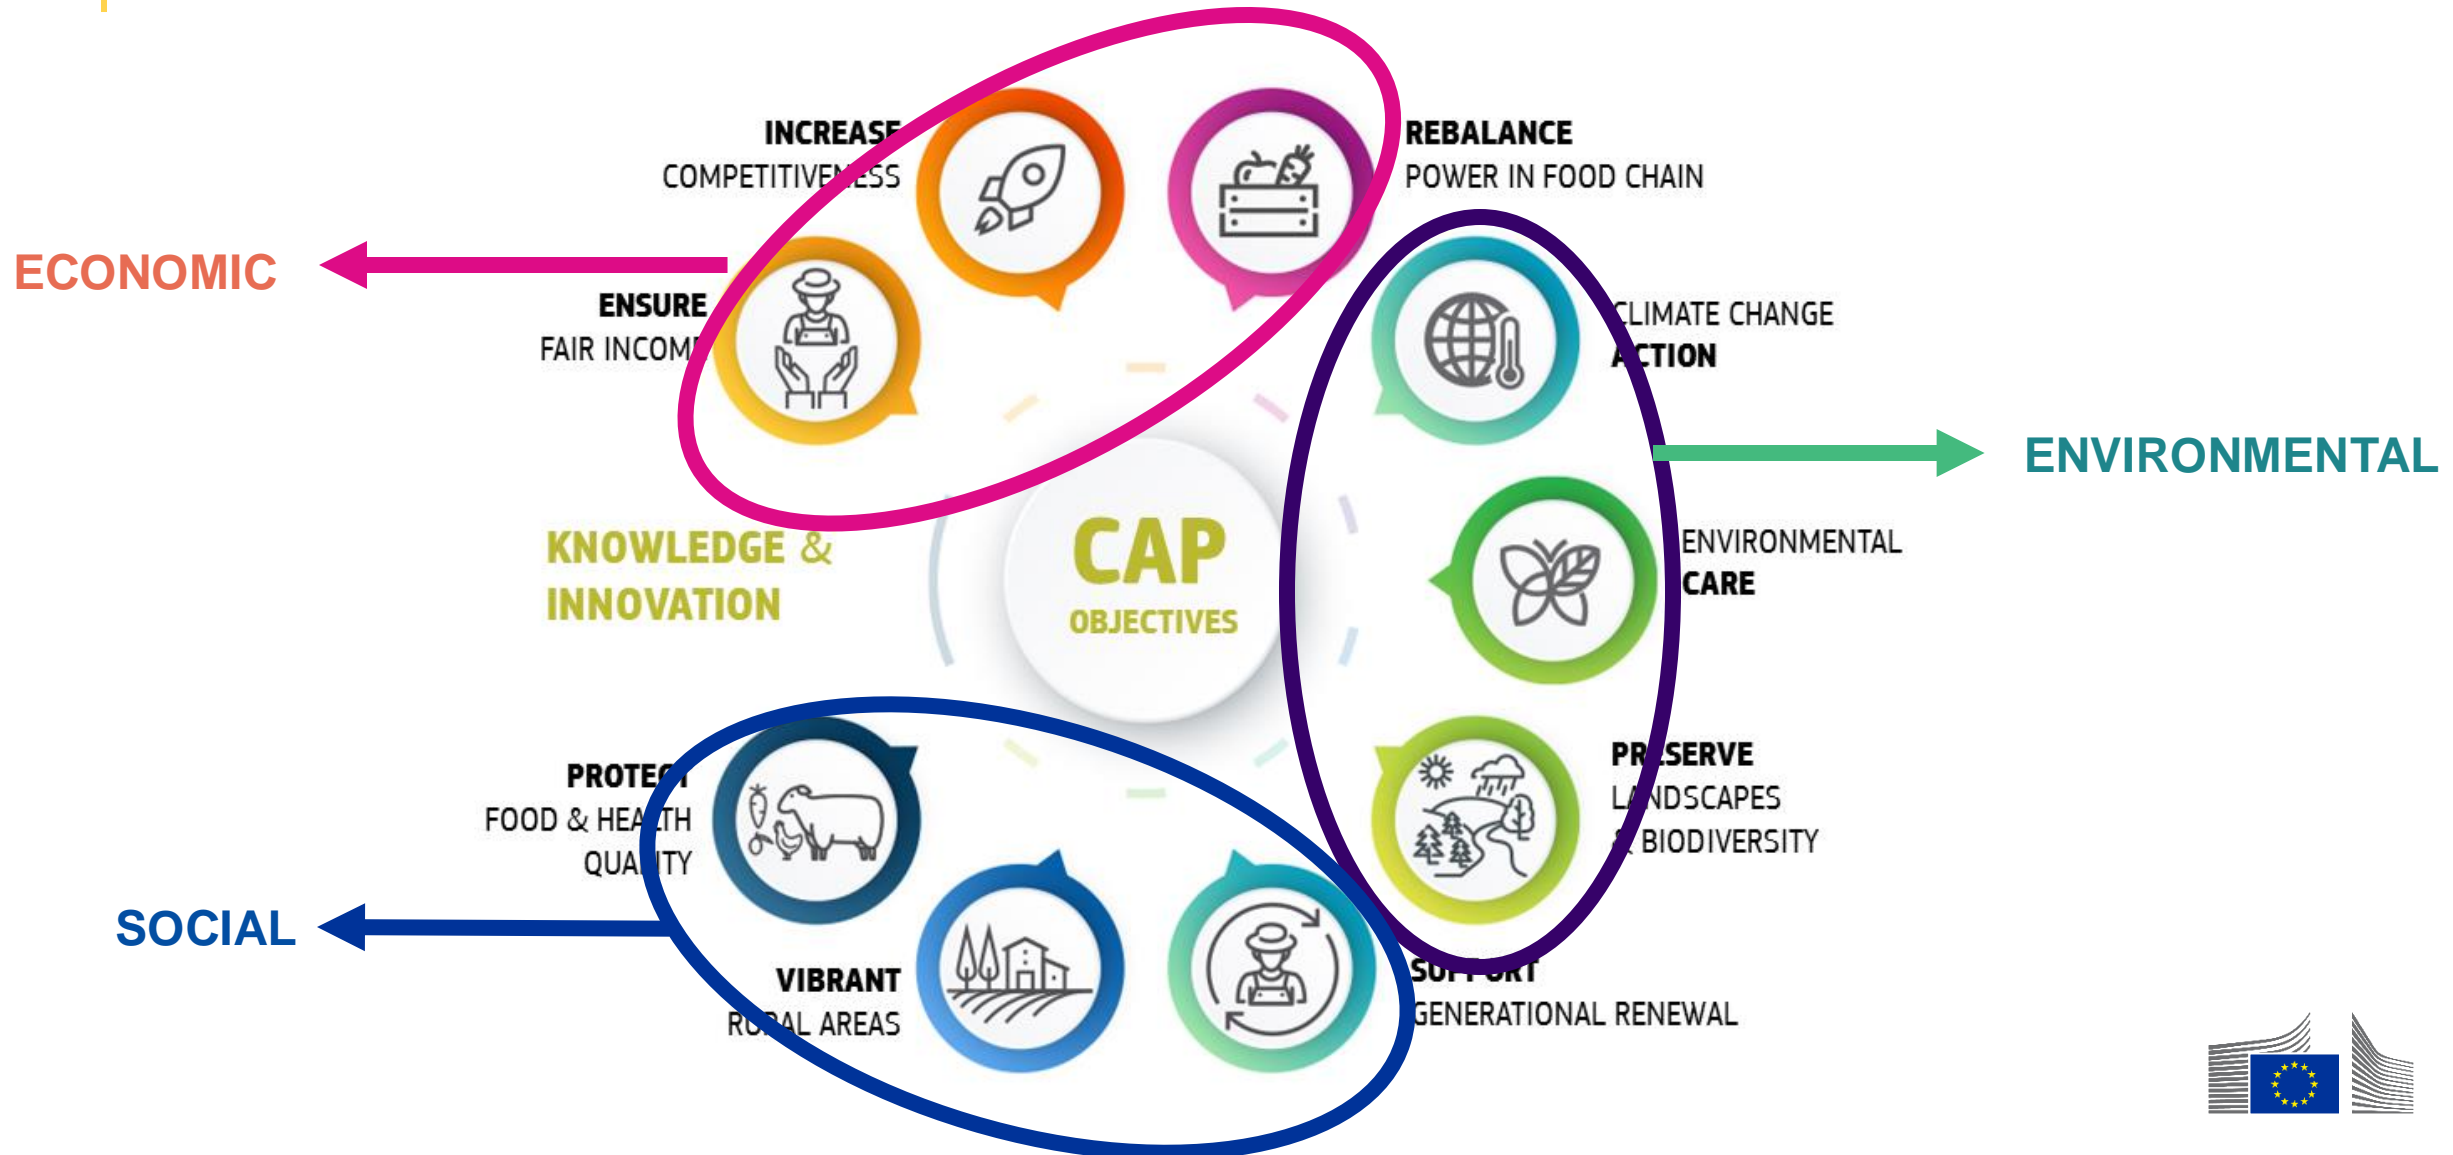 INCREASE
COMPETITIVENESS
REBALANCE
POWER IN FOOD CHAIN
ECONOMIC
ENSURE
FAIR INCOME
CLIMATE CHANGE
ACTION
ENVIRONMENTAL
KNOWLEDGE &
INNOVATION
CAP
OBJECTIVES
ENVIRONMENTAL
CARE
PROTECT
FOOD & HEALTH
QUALITY
PRESERVE
LANDSCAPES
& BIODIVERSITY
SOCIAL
VIBRANT
RURAL AREAS
SUPPORT
GENERATIONAL RENEWAL